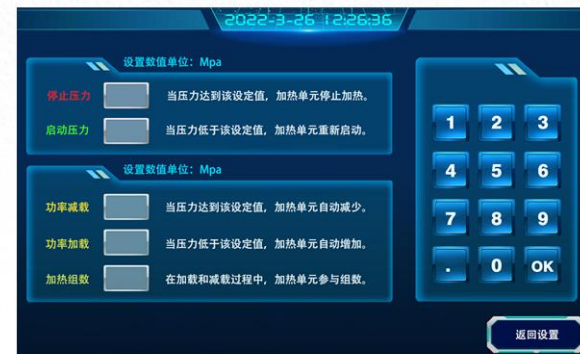 2022-3-26 12:26:36
设置数值单位：Mpa
停止压力 当压力达到该设定值，加热单元停止加热。
启动压力 当压力低于该设定值，加热单元重新启动。
设置数值单位：Mpa
功率减载 当压力达到该设定值，加热单元自动减少。
功率加载 当压力低于该设定值，加热单元自动增加。
加热组数 在加载和减载过程中，加热单元参与组数。
1 2 3
4 5 6
7 8 9
. 0 OK
返回设置